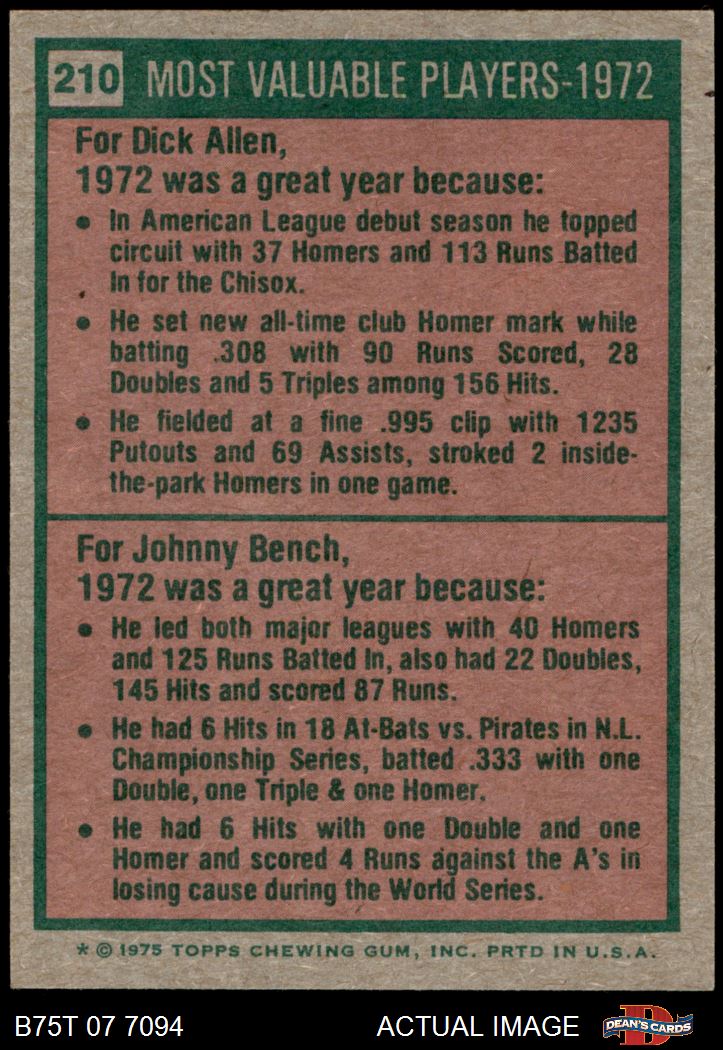 210 MOST VALUABLE PLAYERS-1972
For Dick Allen,
1972 was a great year because:
• In American League debut season he topped
circuit with 37 Homers and 113 Runs Batted
In for the Chisox.
• He set new all-time club Homer mark while
batting .308 with 90 Runs Scored, 28
Doubles and 5 Triples among 156 Hits.
• He fielded at a fine .995 clip with 1235
Putouts and 69 Assists, stroked 2 inside-
the-park Homers in one game.
For Johnny Bench,
1972 was a great year because:
• He led both major leagues with 40 Homers
and 125 Runs Batted In, also had 22 Doubles,
145 Hits and scored 87 Runs.
• He had 6 Hits in 18 At-Bats vs. Pirates in N.L.
Championship Series, batted .333 with one
Double, one Triple & one Homer.
• He had 6 Hits with one Double and one
Homer and scored 4 Runs against the A's in
losing cause during the World Series.
* © 1975 TOPPS CHEWING GUM, INC. PRTD IN U.S.A.
B75T 07 7094 ACTUAL IMAGE D DEAN'S CARDS